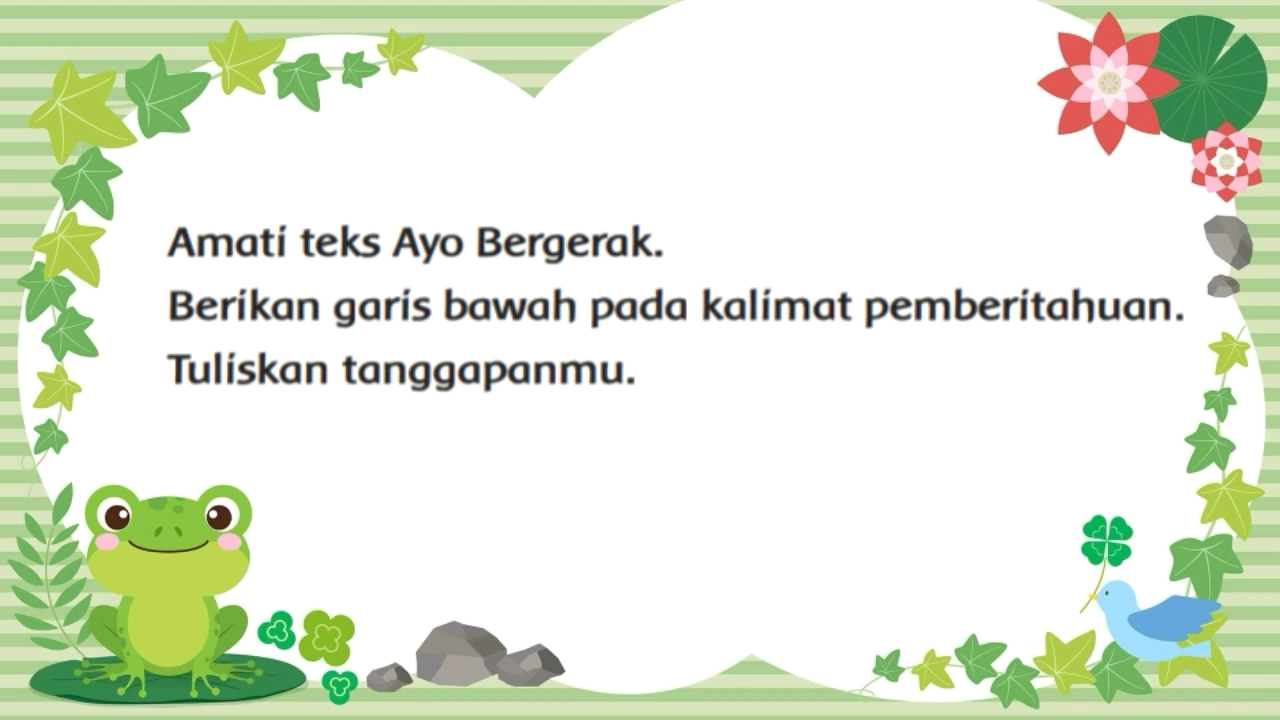 Amati teks Ayo Bergerak.
Berikan garis bawah pada kalimat pemberitahuan.
Tuliskan tanggapanmu.